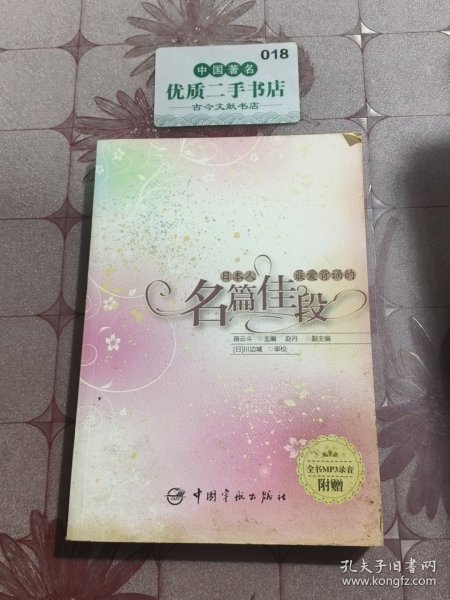 018
中国著名
优质二手书店
古今文献书店
日本人 最爱背诵的
名篇佳段
蒋云斗 ○主编 赵丹 ○副主编
[日]川边城 ○审校
全书MP3录音
附赠
中国宇航出版社
孔夫子旧书网
www.kongfz.com